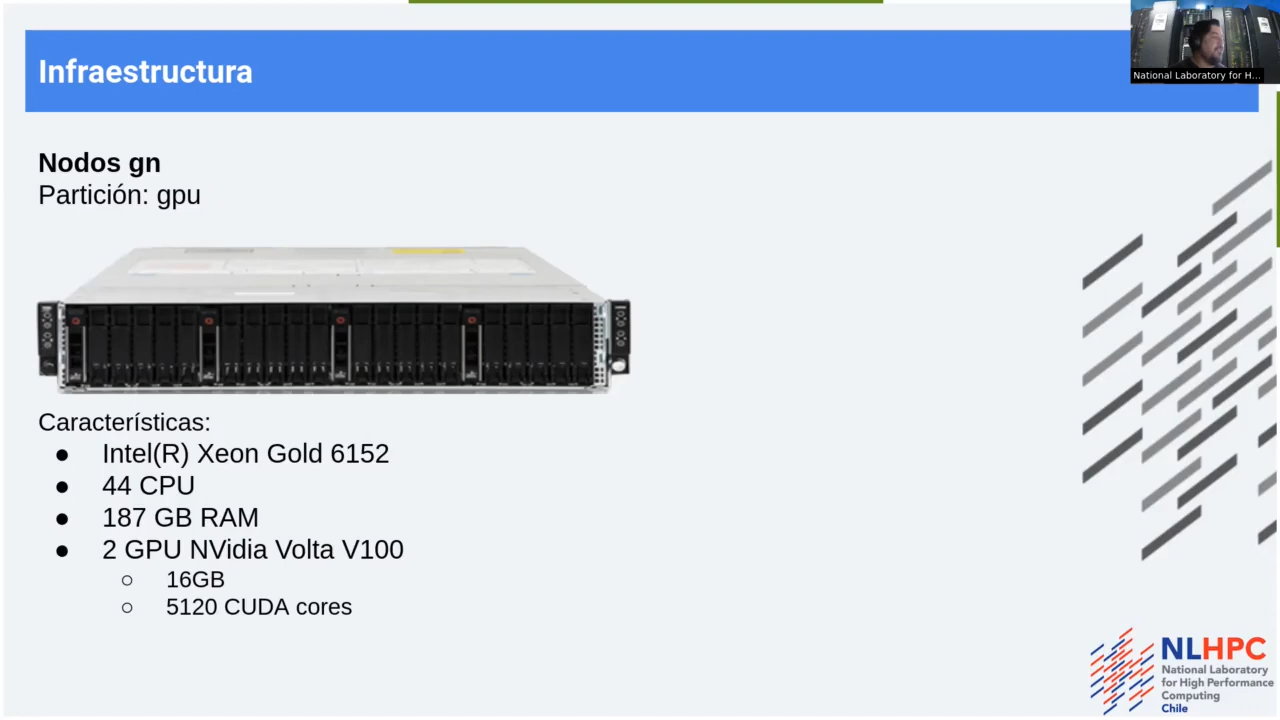 Infraestructura
National Laboratory for H...
Nodos gn
Partición: gpu
Características:
● Intel(R) Xeon Gold 6152
● 44 CPU
● 187 GB RAM
● 2 GPU NVidia Volta V100
○ 16GB
○ 5120 CUDA cores
NLHPC
National Laboratory
for High Performance
Computing
Chile